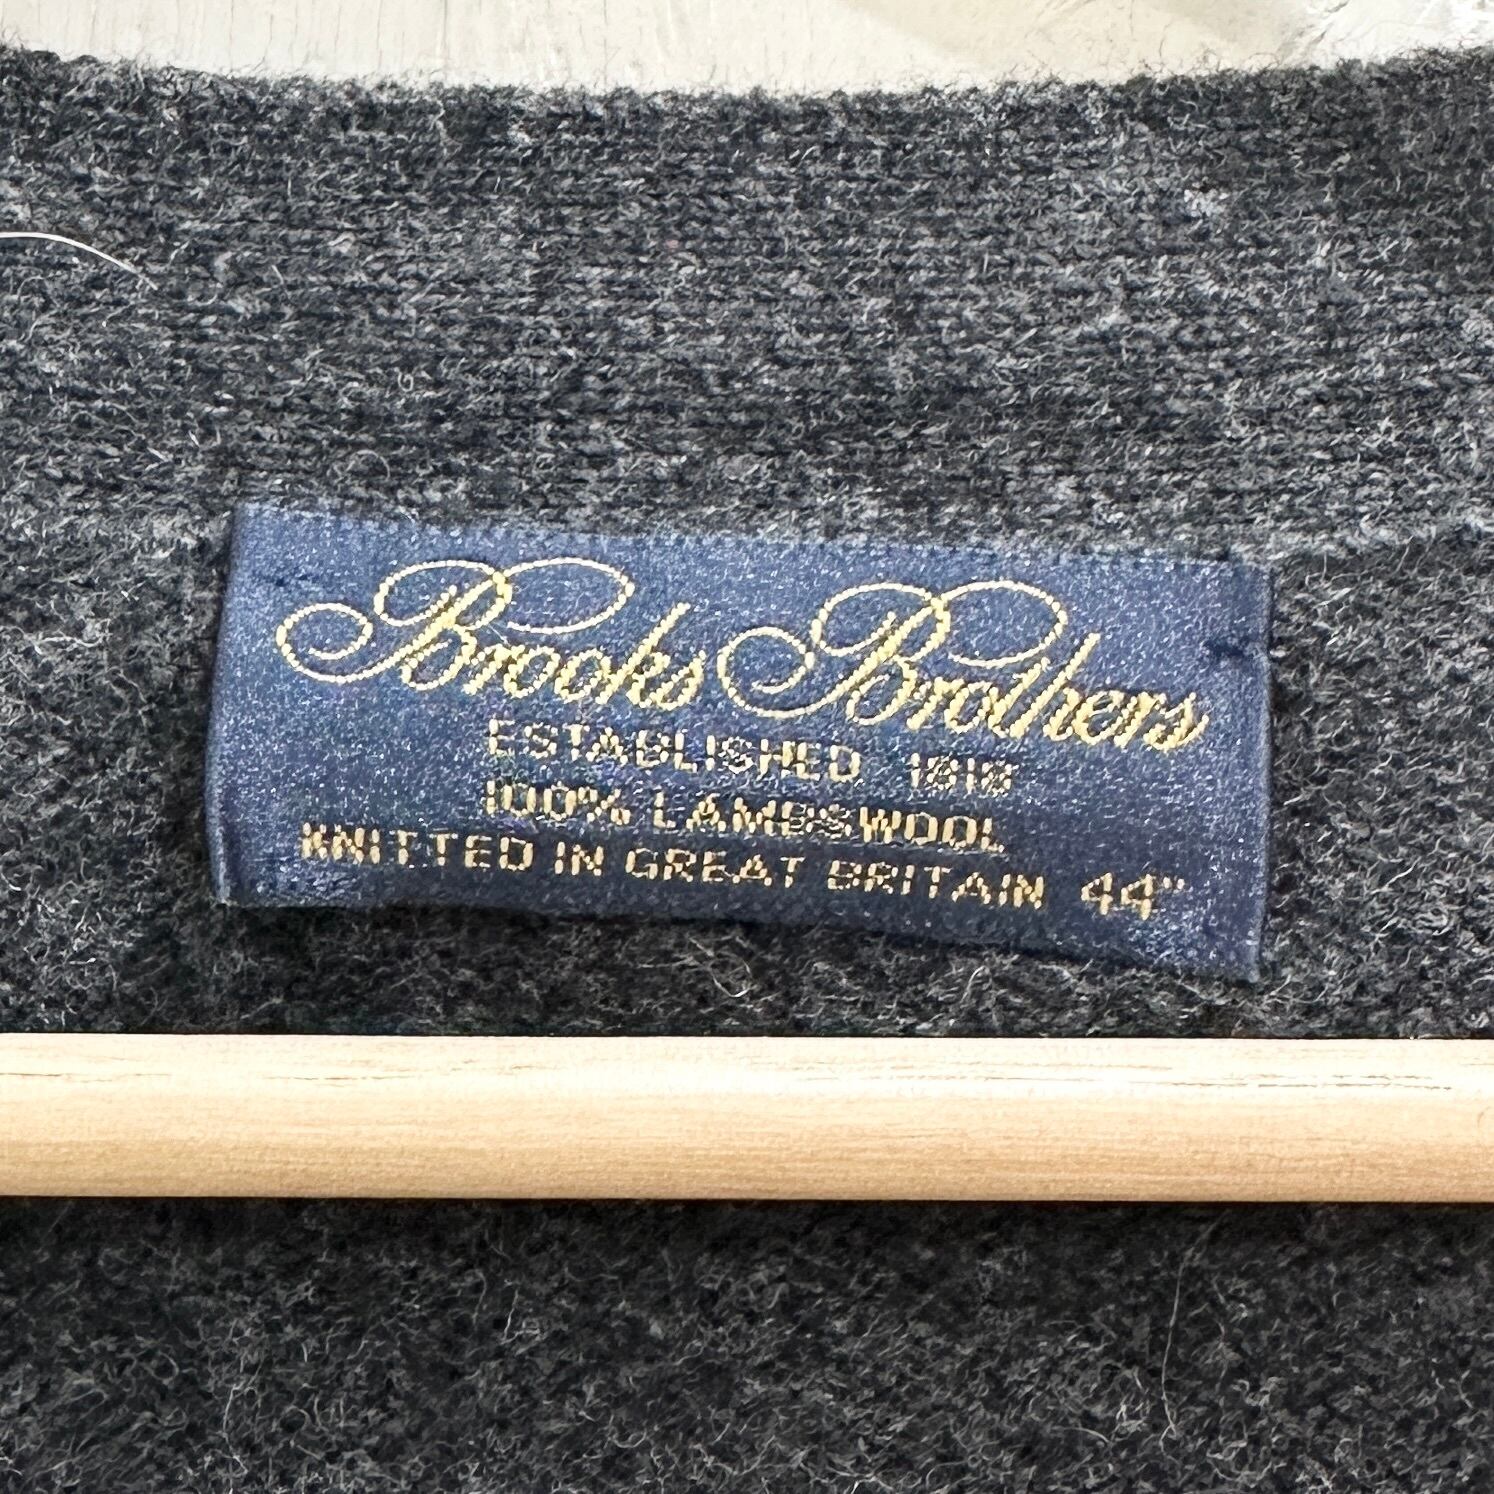 Brooks Brothers
ESTABLISHED 1818
100% LAMBSWOOL
KNITTED IN GREAT BRITAIN 44"